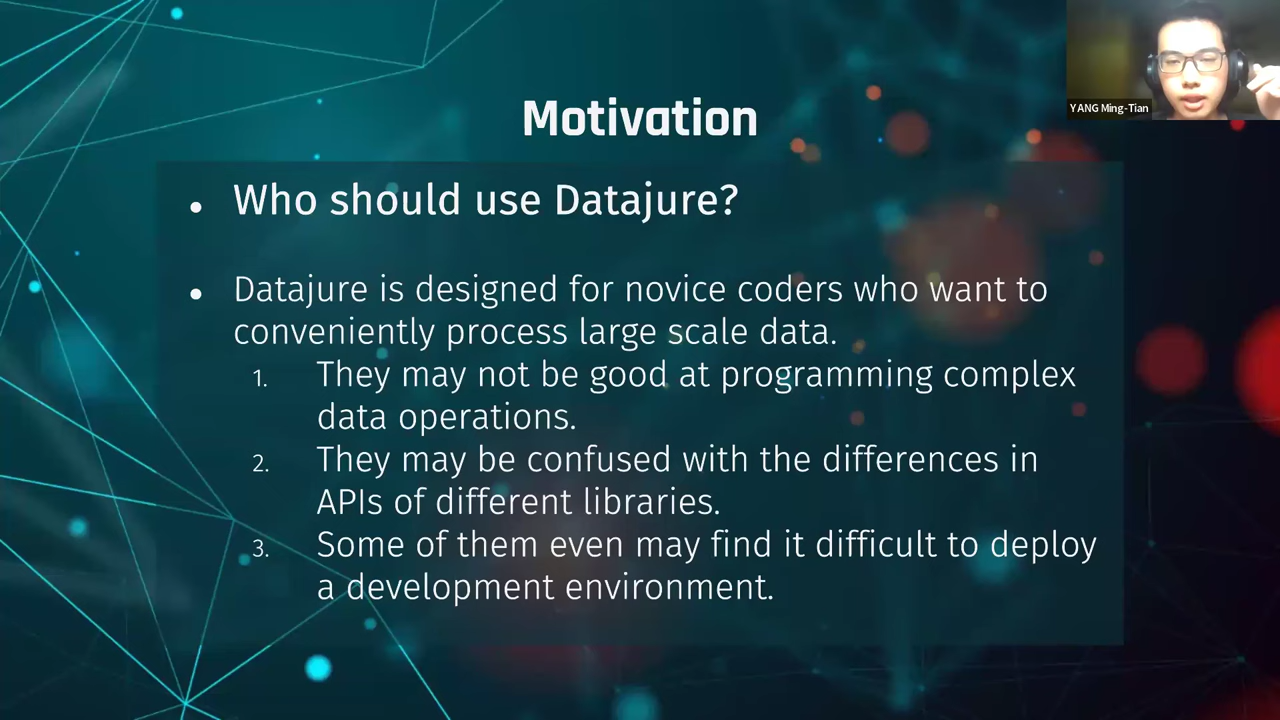 Motivation
YANG Ming-Tian
• Who should use Datajure?
• Datajure is designed for novice coders who want to
conveniently process large scale data.
1. They may not be good at programming complex
data operations.
2. They may be confused with the differences in
APIs of different libraries.
3. Some of them even may find it difficult to deploy
a development environment.